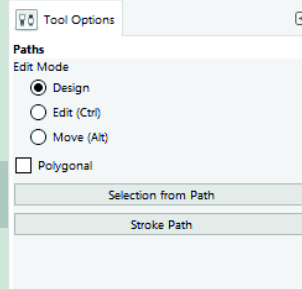 Tool Options
Paths
Edit Mode
Design
Edit (Ctrl)
Move (Alt)
Polygonal
Selection from Path
Stroke Path